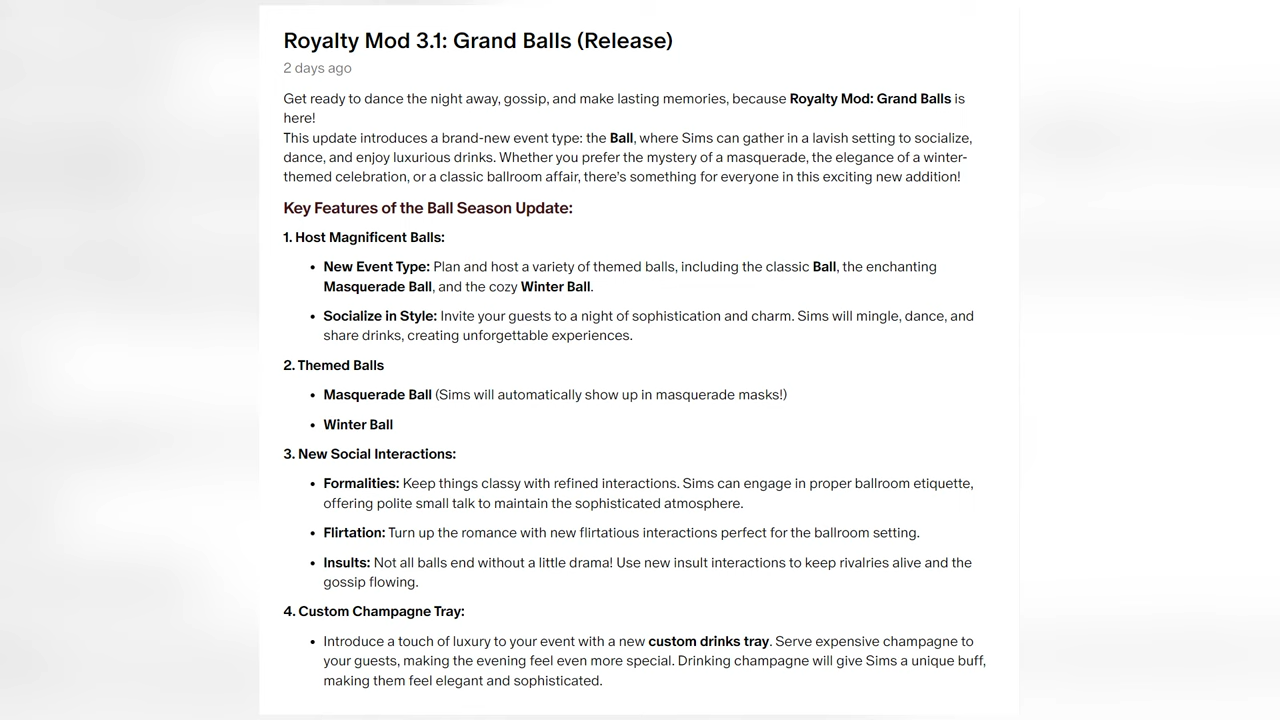 Royalty Mod 3.1: Grand Balls (Release)
2 days ago
Get ready to dance the night away, gossip, and make lasting memories, because Royalty Mod: Grand Balls is
here!
This update introduces a brand-new event type: the Ball, where Sims can gather in a lavish setting to socialize,
dance, and enjoy luxurious drinks. Whether you prefer the mystery of a masquerade, the elegance of a winter-
themed celebration, or a classic ballroom affair, there's something for everyone in this exciting new addition!
Key Features of the Ball Season Update:
1. Host Magnificent Balls:
• New Event Type: Plan and host a variety of themed balls, including the classic Ball, the enchanting
Masquerade Ball, and the cozy Winter Ball.
• Socialize in Style: Invite your guests to a night of sophistication and charm. Sims will mingle, dance, and
share drinks, creating unforgettable experiences.
2. Themed Balls
• Masquerade Ball (Sims will automatically show up in masquerade masks!)
• Winter Ball
3. New Social Interactions:
• Formalities: Keep things classy with refined interactions. Sims can engage in proper ballroom etiquette,
offering polite small talk to maintain the sophisticated atmosphere.
• Flirtation: Turn up the romance with new flirtatious interactions perfect for the ballroom setting.
• Insults: Not all balls end without a little drama! Use new insult interactions to keep rivalries alive and the
gossip flowing.
4. Custom Champagne Tray:
• Introduce a touch of luxury to your event with a new custom drinks tray. Serve expensive champagne to
your guests, making the evening feel even more special. Drinking champagne will give Sims a unique buff,
making them feel elegant and sophisticated.